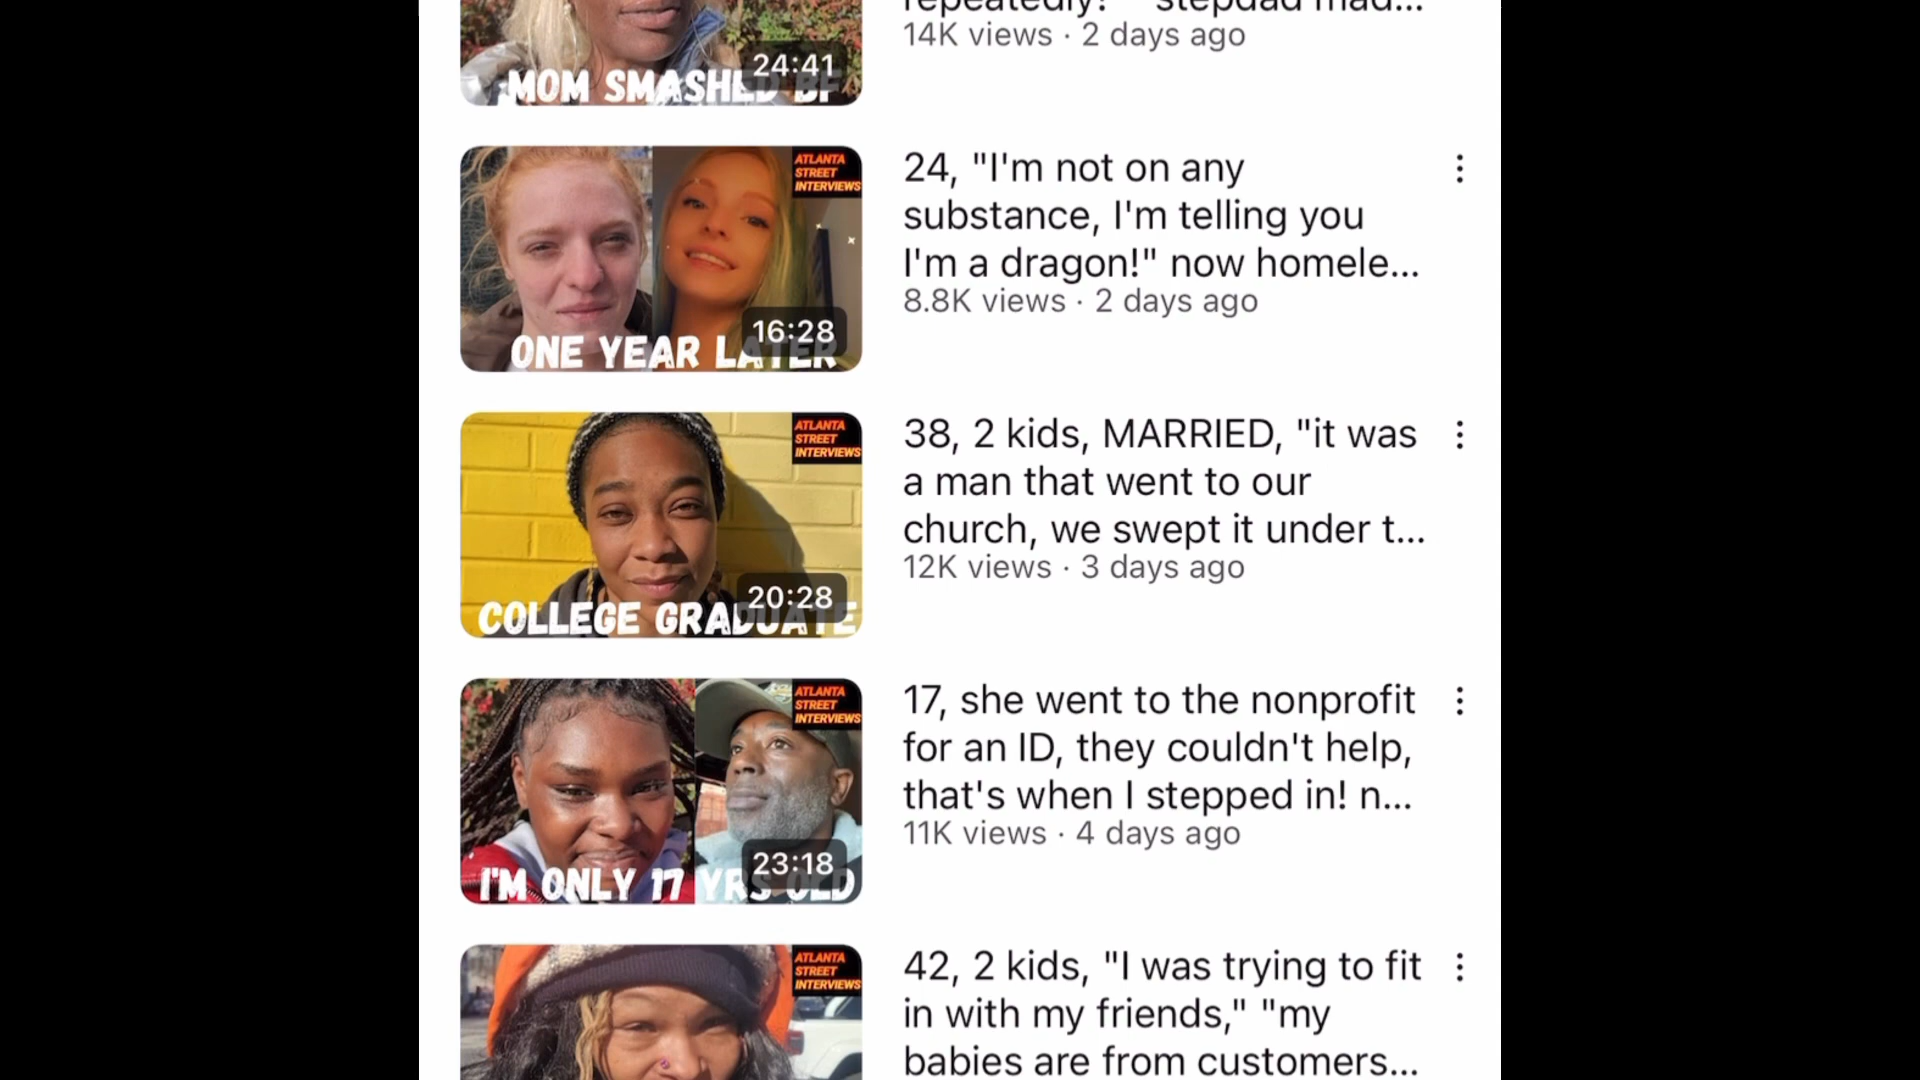 repeatedly!" stepdad mad...
14K views · 2 days ago
24:41
MOM SMASHED BF
ATLANTA
STREET
INTERVIEWS
24, "I'm not on any
substance, I'm telling you
I'm a dragon!" now homele...
8.8K views · 2 days ago
16:28
ONE YEAR LATER
ATLANTA
STREET
INTERVIEWS
38, 2 kids, MARRIED, "it was
a man that went to our
church, we swept it under t...
12K views · 3 days ago
20:28
COLLEGE GRADUATE
ATLANTA
STREET
INTERVIEWS
17, she went to the nonprofit
for an ID, they couldn't help,
that's when I stepped in! n...
11K views · 4 days ago
23:18
I'M ONLY 17 YRS OLD
ATLANTA
STREET
INTERVIEWS
42, 2 kids, "I was trying to fit
in with my friends," "my
babies are from customers...